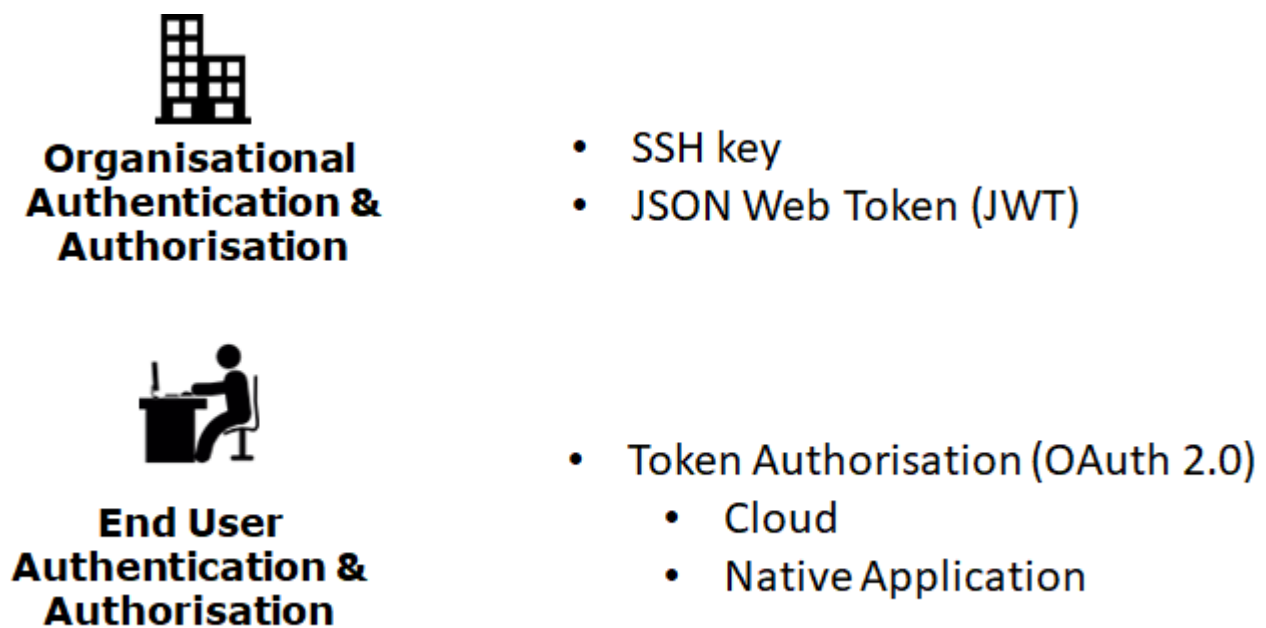 Organisational
Authentication &
Authorisation
• SSH key
• JSON Web Token (JWT)
End User
Authentication &
Authorisation
• Token Authorisation (OAuth 2.0)
• Cloud
• Native Application